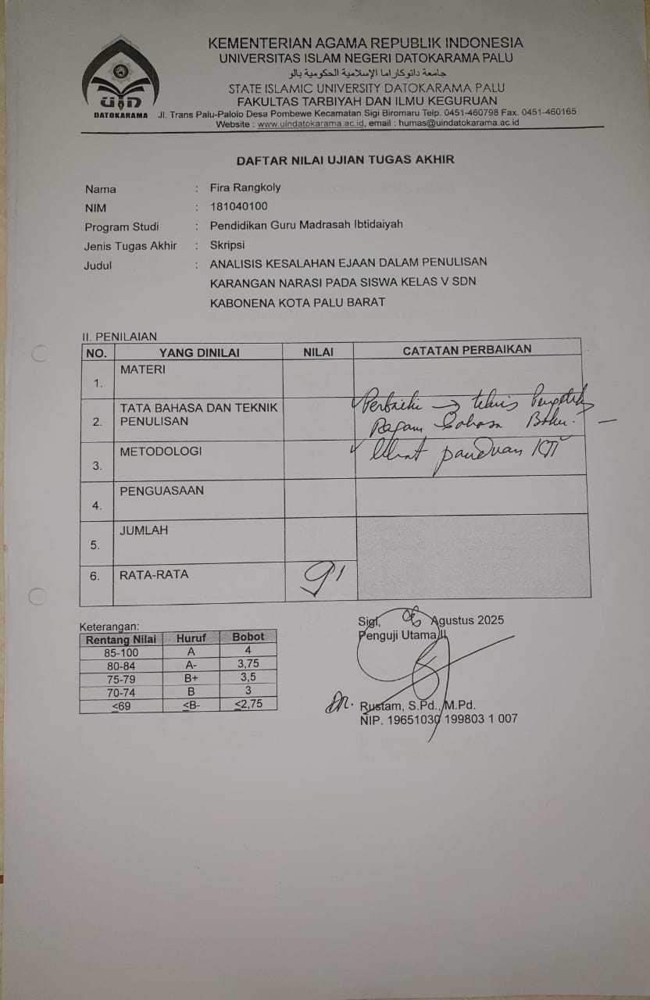 KEMENTERIAN AGAMA REPUBLIK INDONESIA
UNIVERSITAS ISLAM NEGERI DATOKARAMA PALU
جامعة داتوكاراما الإسلامية الحكومية بالو
STATE ISLAMIC UNIVERSITY DATOKARAMA PALU
FAKULTAS TARBIYAH DAN ILMU KEGURUAN
Jl. Trans Palu-Palolo Desa Pombewe Kecamatan Sigi Biromaru Telp. 0451-460798 Fax. 0451-460165
Website : www.uindatokarama.ac.id, email : humas@uindatokarama.ac.id
UIN
DATOKARAMA
DAFTAR NILAI UJIAN TUGAS AKHIR
Nama : Fira Rangkoly
NIM : 181040100
Program Studi : Pendidikan Guru Madrasah Ibtidaiyah
Jenis Tugas Akhir : Skripsi
Judul : ANALISIS KESALAHAN EJAAN DALAM PENULISAN
KARANGAN NARASI PADA SISWA KELAS V SDN
KABONENA KOTA PALU BARAT
II. PENILAIAN
NO. YANG DINILAI NILAI CATATAN PERBAIKAN
1. MATERI
2. TATA BAHASA DAN TEKNIK
PENULISAN
Perbaiki → teknis
Ragam Bahasa Baku.
3. METODOLOGI
Lihat panduan KTI
4. PENGUASAAN
5. JUMLAH
6. RATA-RATA 91
Keterangan:
Rentang Nilai Huruf Bobot
85-100 A 4
80-84 A- 3,75
75-79 B+ 3,5
70-74 B 3
≤69 ≤B- ≤2,75
Sigi, 06 Agustus 2025
Penguji Utama II
Dr. Rustam, S.Pd., M.Pd.
NIP. 19651030 199803 1 007